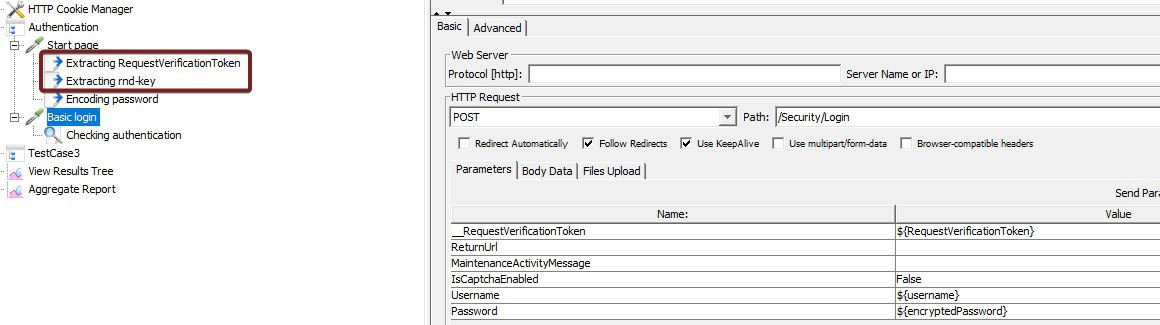 HTTP Cookie Manager
Authentication
Start page
Extracting RequestVerificationToken
Extracting rnd-key
Encoding password
Basic login
Checking authentication
TestCase3
View Results Tree
Aggregate Report
Basic Advanced
Web Server
Protocol [http]: Server Name or IP:
HTTP Request
POST Path: /Security/Login
Redirect Automatically Follow Redirects Use KeepAlive Use multipart/form-data Browser-compatible headers
Parameters Body Data Files Upload
Send Para
Name: Value
__RequestVerificationToken ${RequestVerificationToken}
ReturnUrl
MaintenanceActivityMessage
IsCaptchaEnabled False
Username ${username}
Password ${encryptedPassword}